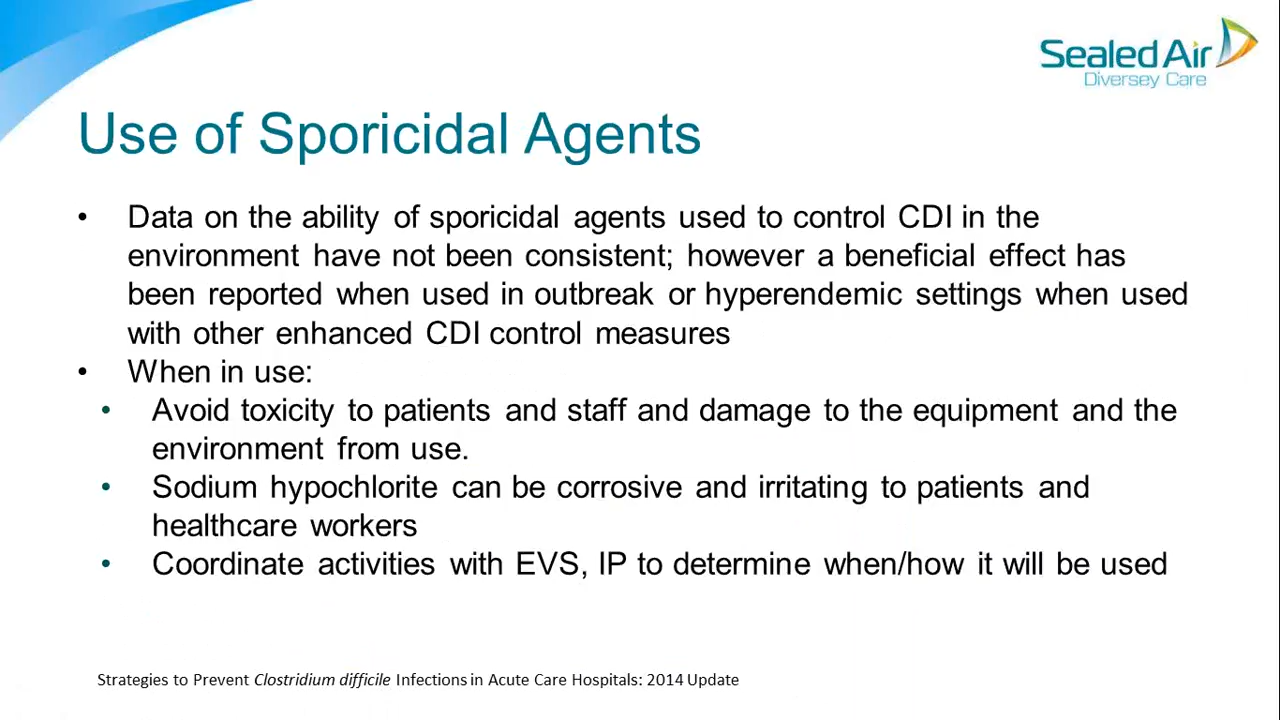 Sealed Air
Diversey Care
Use of Sporicidal Agents
• Data on the ability of sporicidal agents used to control CDI in the
environment have not been consistent; however a beneficial effect has
been reported when used in outbreak or hyperendemic settings when used
with other enhanced CDI control measures
• When in use:
• Avoid toxicity to patients and staff and damage to the equipment and the
environment from use.
• Sodium hypochlorite can be corrosive and irritating to patients and
healthcare workers
• Coordinate activities with EVS, IP to determine when/how it will be used
Strategies to Prevent Clostridium difficile Infections in Acute Care Hospitals: 2014 Update